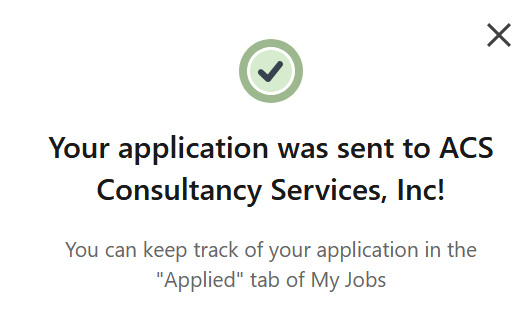 Your application was sent to ACS
Consultancy Services, Inc!
You can keep track of your application in the
"Applied" tab of My Jobs